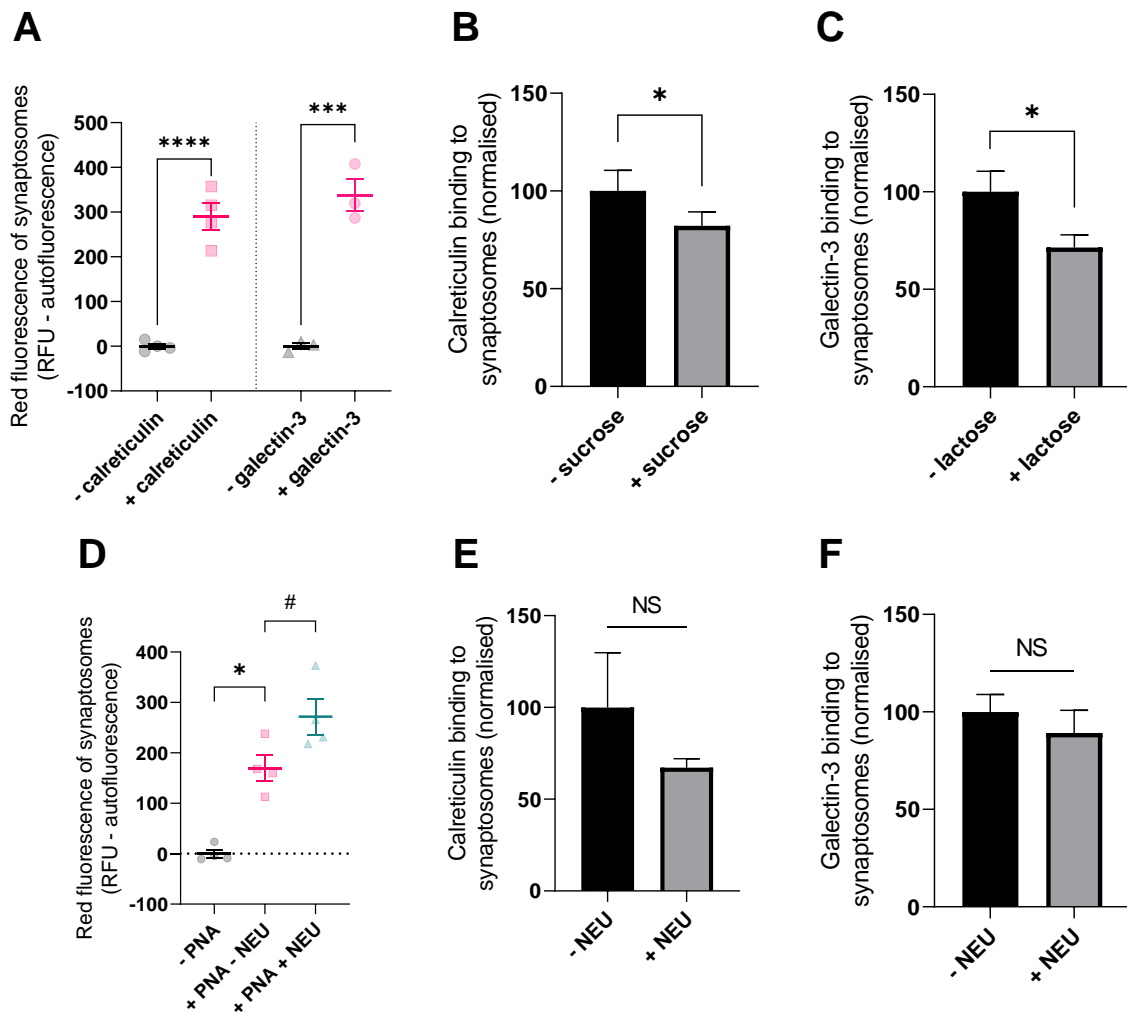 A
Red fluorescence of synaptosomes
(RFU - autofluorescence)
500
400
300
200
100
0
-100
****
***
- calreticulin
+ calreticulin
- galectin-3
+ galectin-3
B
Calreticulin binding to
synaptosomes (normalised)
150
100
50
0
*
- sucrose
+ sucrose
C
Galectin-3 binding to
synaptosomes (normalised)
150
100
50
0
*
- lactose
+ lactose
D
Red fluorescence of synaptosomes
(RFU - autofluorescence)
400
300
200
100
0
-100
*
#
- PNA
+ PNA - NEU
+ PNA + NEU
E
Calreticulin binding to
synaptosomes (normalised)
150
100
50
0
NS
- NEU
+ NEU
F
Galectin-3 binding to
synaptosomes (normalised)
150
100
50
0
NS
- NEU
+ NEU